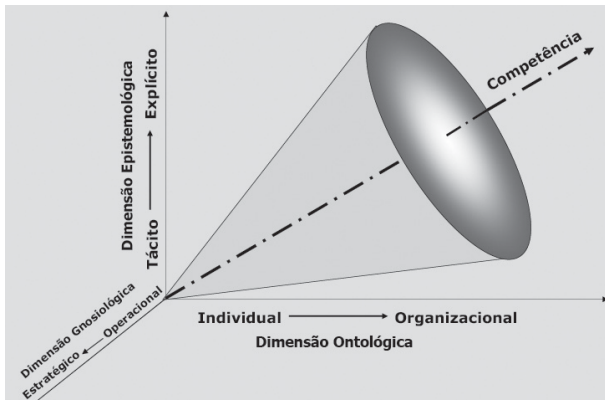 Competência
Dimensão Epistemológica
Tácito → Explícito
Dimensão Gnosiológica
Estratégico ← Operacional
Individual → Organizacional
Dimensão Ontológica